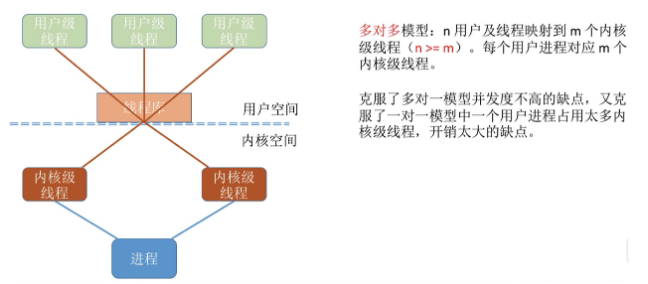 用户级
线程
用户级
线程
用户级
线程
线程库
用户空间
内核空间
内核级
线程
内核级
线程
进程
多对多模型：n 用户及线程映射到 m 个内核
级线程（n >= m）。每个用户进程对应 m 个
内核级线程。
克服了多对一模型并发度不高的缺点，又克
服了一对一模型中一个用户进程占用太多内
核级线程，开销太大的缺点。